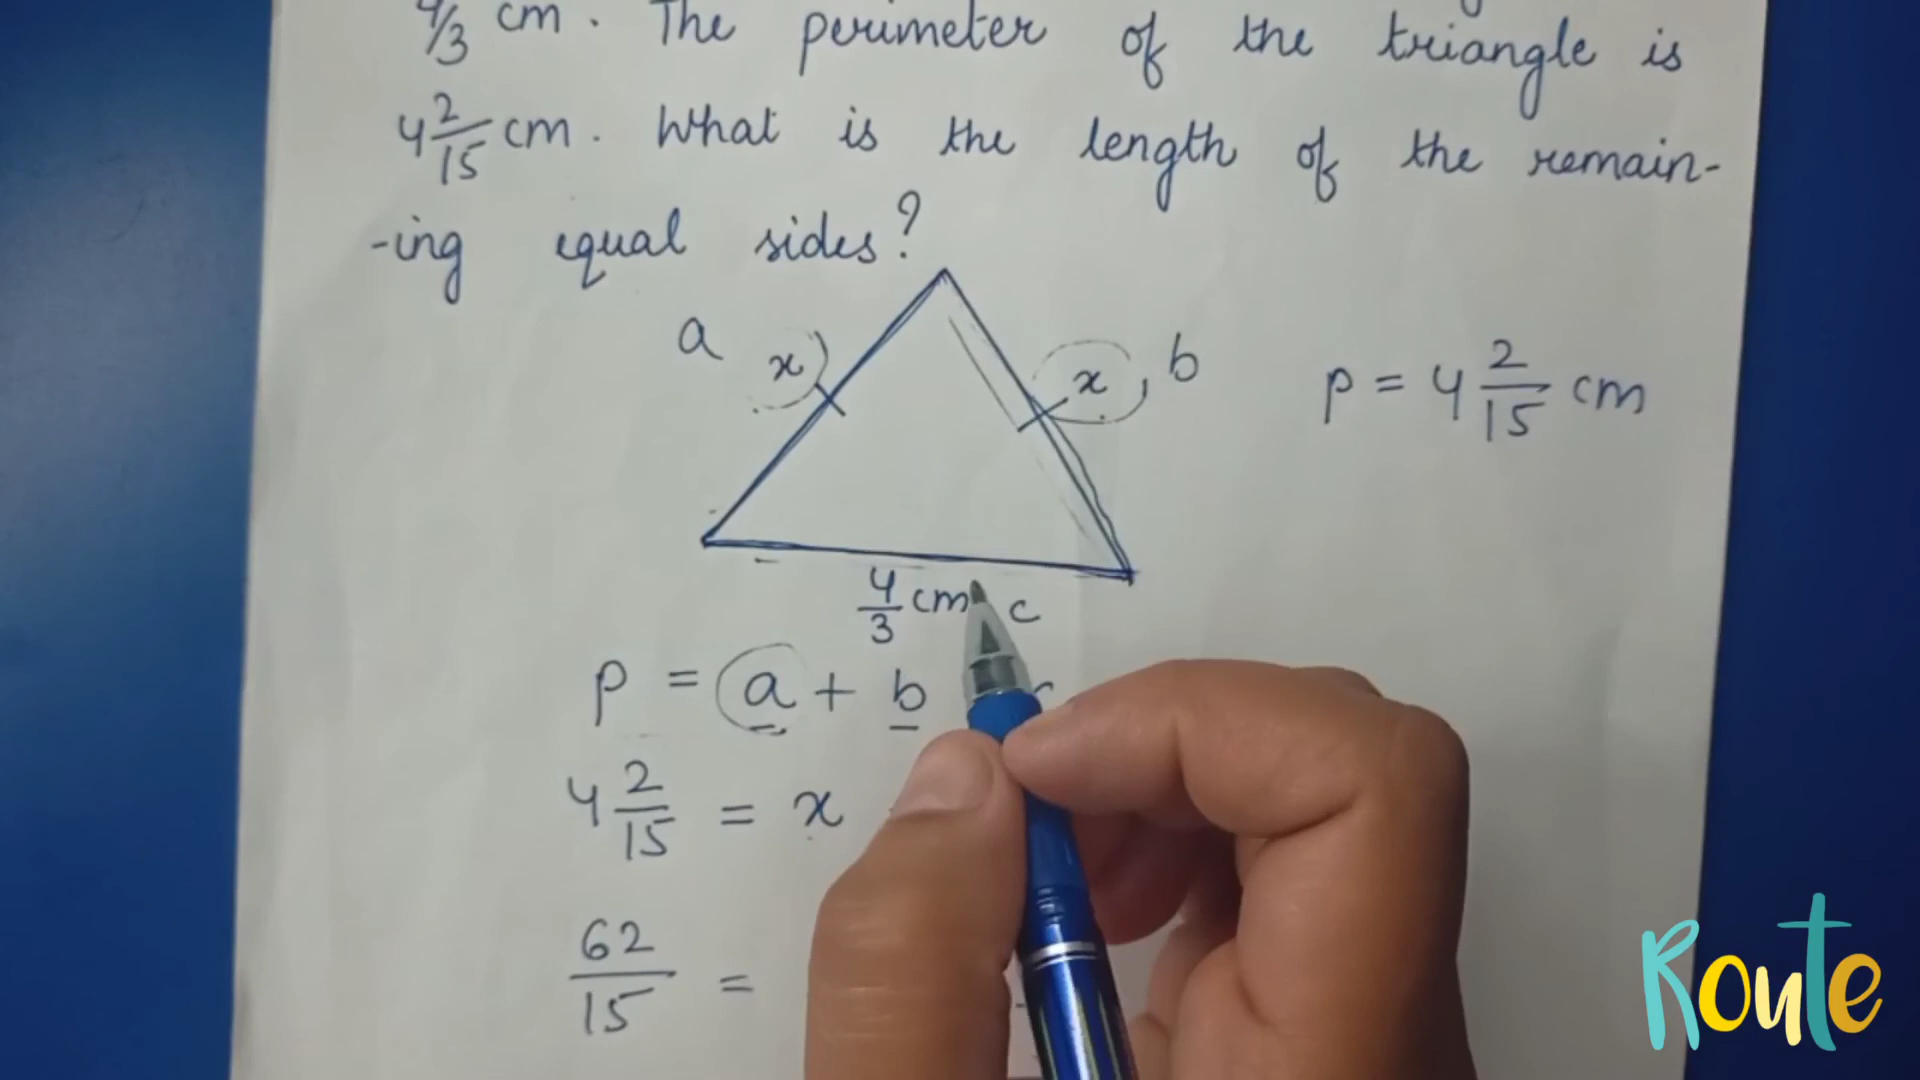 4/3 cm. The perimeter of the triangle is
4 2/15 cm. What is the length of the remain-
-ing equal sides?
a x x, b
P = 4 2/15 cm
4/3 cm c
P = a + b
4 2/15 = x
62/15 =
Route